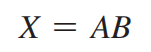 X = AB